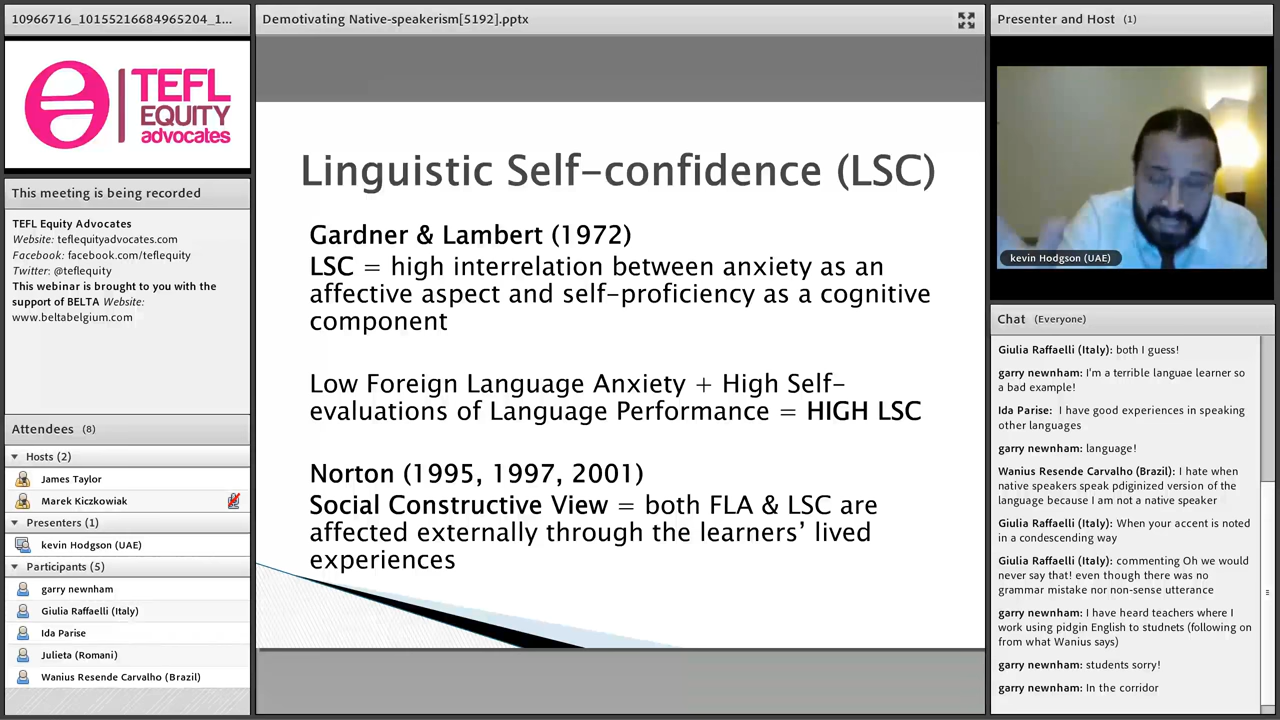 10966716_10155216684965204_1...
TEFL
EQUITY
advocates
This meeting is being recorded
TEFL Equity Advocates
Website: teflequityadvocates.com
Facebook: facebook.com/teflequity
Twitter: @teflequity
This webinar is brought to you with the
support of BELTA Website:
www.beltabelgium.com
Attendees (8)
Hosts (2)
James Taylor
Marek Kiczkowiak
Presenters (1)
kevin Hodgson (UAE)
Participants (5)
garry newnham
Giulia Raffaelli (Italy)
Ida Parise
Julieta (Romani)
Wanius Resende Carvalho (Brazil)
Demotivating Native-speakerism[5192].pptx
Linguistic Self-confidence (LSC)
Gardner & Lambert (1972)
LSC = high interrelation between anxiety as an
affective aspect and self-proficiency as a cognitive
component
Low Foreign Language Anxiety + High Self-
evaluations of Language Performance = HIGH LSC
Norton (1995, 1997, 2001)
Social Constructive View = both FLA & LSC are
affected externally through the learners’ lived
experiences
Presenter and Host (1)
kevin Hodgson (UAE)
Chat (Everyone)
Giulia Raffaelli (Italy): both I guess!
garry newnham: I'm a terrible languae learner so
a bad example!
Ida Parise: I have good experiences in speaking
other languages
garry newnham: language!
Wanius Resende Carvalho (Brazil): I hate when
native speakers speak pdiginized version of the
language because I am not a native speaker
Giulia Raffaelli (Italy): When your accent is noted
in a condescending way
Giulia Raffaelli (Italy): commenting Oh we would
never say that! even though there was no
grammar mistake nor non-sense utterance
garry newnham: I have heard teachers where I
work using pidgin English to studnets (following on
from what Wanius says)
garry newnham: students sorry!
garry newnham: In the corridor